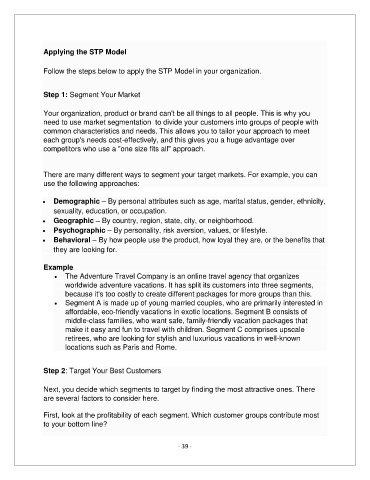 Applying the STP Model
Follow the steps below to apply the STP Model in your organization.
Step 1: Segment Your Market
Your organization, product or brand can't be all things to all people. This is why you
need to use market segmentation to divide your customers into groups of people with
common characteristics and needs. This allows you to tailor your approach to meet
each group's needs cost-effectively, and this gives you a huge advantage over
competitors who use a "one size fits all" approach.
There are many different ways to segment your target markets. For example, you can
use the following approaches:
• Demographic – By personal attributes such as age, marital status, gender, ethnicity,
sexuality, education, or occupation.
• Geographic – By country, region, state, city, or neighborhood.
• Psychographic – By personality, risk aversion, values, or lifestyle.
• Behavioral – By how people use the product, how loyal they are, or the benefits that
they are looking for.
Example
• The Adventure Travel Company is an online travel agency that organizes
worldwide adventure vacations. It has split its customers into three segments,
because it's too costly to create different packages for more groups than this.
• Segment A is made up of young married couples, who are primarily interested in
affordable, eco-friendly vacations in exotic locations. Segment B consists of
middle-class families, who want safe, family-friendly vacation packages that
make it easy and fun to travel with children. Segment C comprises upscale
retirees, who are looking for stylish and luxurious vacations in well-known
locations such as Paris and Rome.
Step 2: Target Your Best Customers
Next, you decide which segments to target by finding the most attractive ones. There
are several factors to consider here.
First, look at the profitability of each segment. Which customer groups contribute most
to your bottom line?
- 39 -